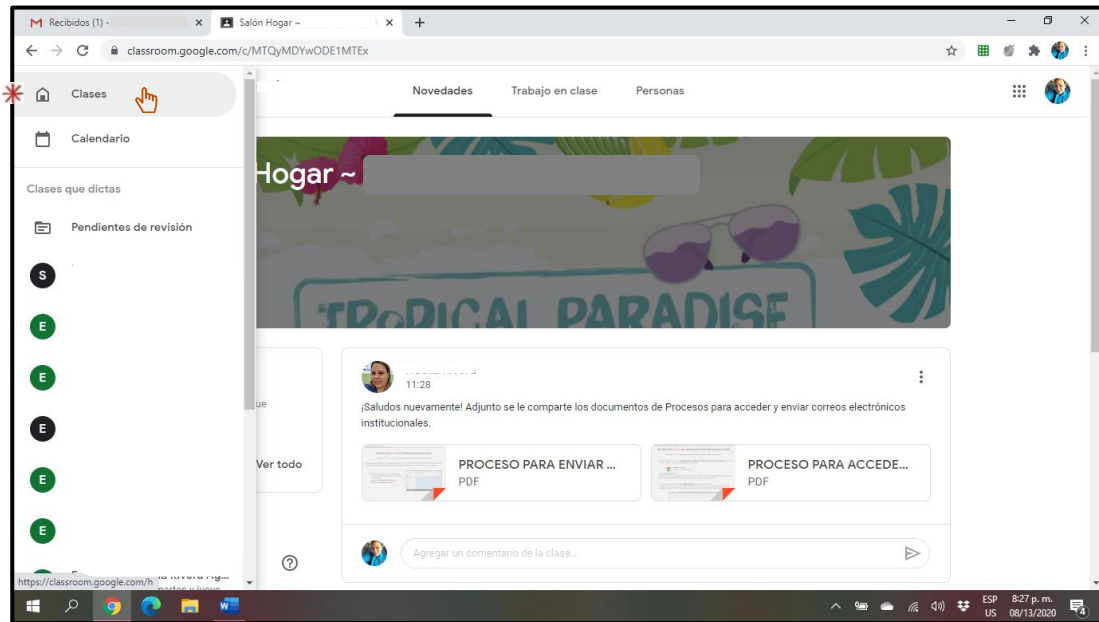 Recibidos (1) -
Salón Hogar ~
classroom.google.com/c/MTQyMDYwODE1MTEx
Clases
Calendario
Clases que dictas
Pendientes de revisión
S
E
E
E
E
E
https://classroom.google.com/h
Novedades Trabajo en clase Personas
Hogar ~
TROPICAL PARADISE
ue
Ver todo
11:28
¡Saludos nuevamente! Adjunto se le comparte los documentos de Procesos para acceder y enviar correos electrónicos
institucionales.
PROCESO PARA ENVIAR ...
PDF
PROCESO PARA ACCEDE...
PDF
Agregar un comentario de la clase...
ESP
US
8:27 p. m.
08/13/2020
4